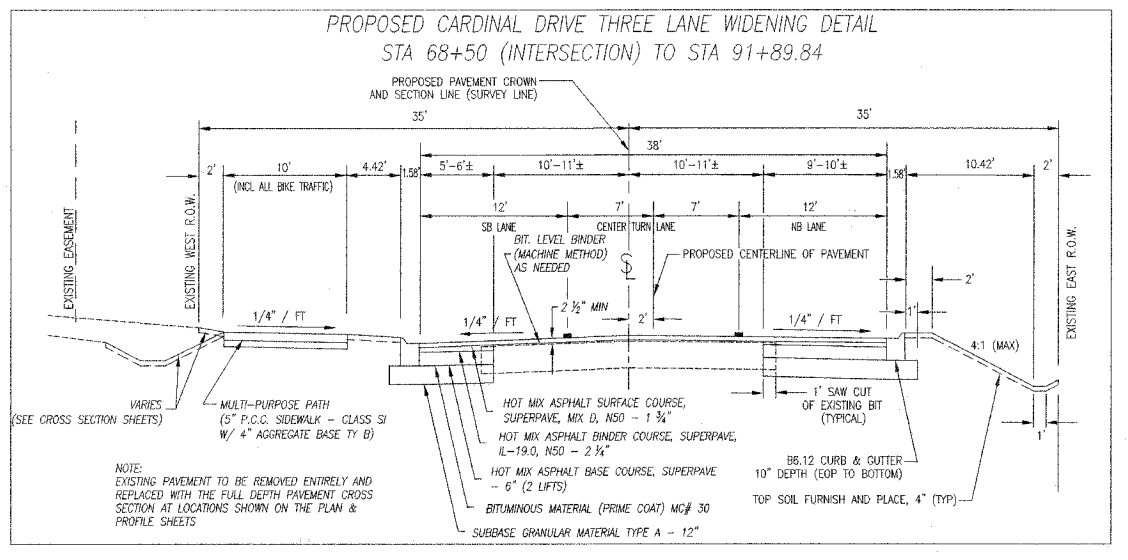 PROPOSED CARDINAL DRIVE THREE LANE WIDENING DETAIL
STA 68+50 (INTERSECTION) TO STA 91+89.84
PROPOSED PAVEMENT CROWN
AND SECTION LINE (SURVEY LINE)
35'
35'
38'
2'
10'
4.42'
1.58'
5'-6"±
10'-11"±
10'-11"±
9'-10"±
1.58'
10.42'
2'
(INCL ALL BIKE TRAFFIC)
12'
7'
7'
12'
SB LANE
CENTER TURN LANE
NB LANE
EXISTING EASEMENT
EXISTING WEST R.O.W.
BIT. LEVEL BINDER
(MACHINE METHOD)
AS NEEDED
PROPOSED CENTERLINE OF PAVEMENT
EXISTING EAST R.O.W.
2'
2 ½" MIN
1/4" / FT
1/4" / FT
2'
1/4" / FT
1'
4:1 (MAX)
VARIES
(SEE CROSS SECTION SHEETS)
MULTI-PURPOSE PATH
(5" P.C.C. SIDEWALK - CLASS SI
W/ 4" AGGREGATE BASE TY B)
HOT MIX ASPHALT SURFACE COURSE,
SUPERPAVE, MIX D, N50 - 1 ¾"
HOT MIX ASPHALT BINDER COURSE, SUPERPAVE,
IL-19.0, N50 - 2 ¼"
HOT MIX ASPHALT BASE COURSE, SUPERPAVE
- 6" (2 LIFTS)
BITUMINOUS MATERIAL (PRIME COAT) MC# 30
SUBBASE GRANULAR MATERIAL TYPE A - 12"
1' SAW CUT
OF EXISTING BIT
(TYPICAL)
1'
B6.12 CURB & GUTTER
10" DEPTH (EOP TO BOTTOM)
TOP SOIL FURNISH AND PLACE, 4" (TYP)
NOTE:
EXISTING PAVEMENT TO BE REMOVED ENTIRELY AND
REPLACED WITH THE FULL DEPTH PAVEMENT CROSS
SECTION AT LOCATIONS SHOWN ON THE PLAN &
PROFILE SHEETS